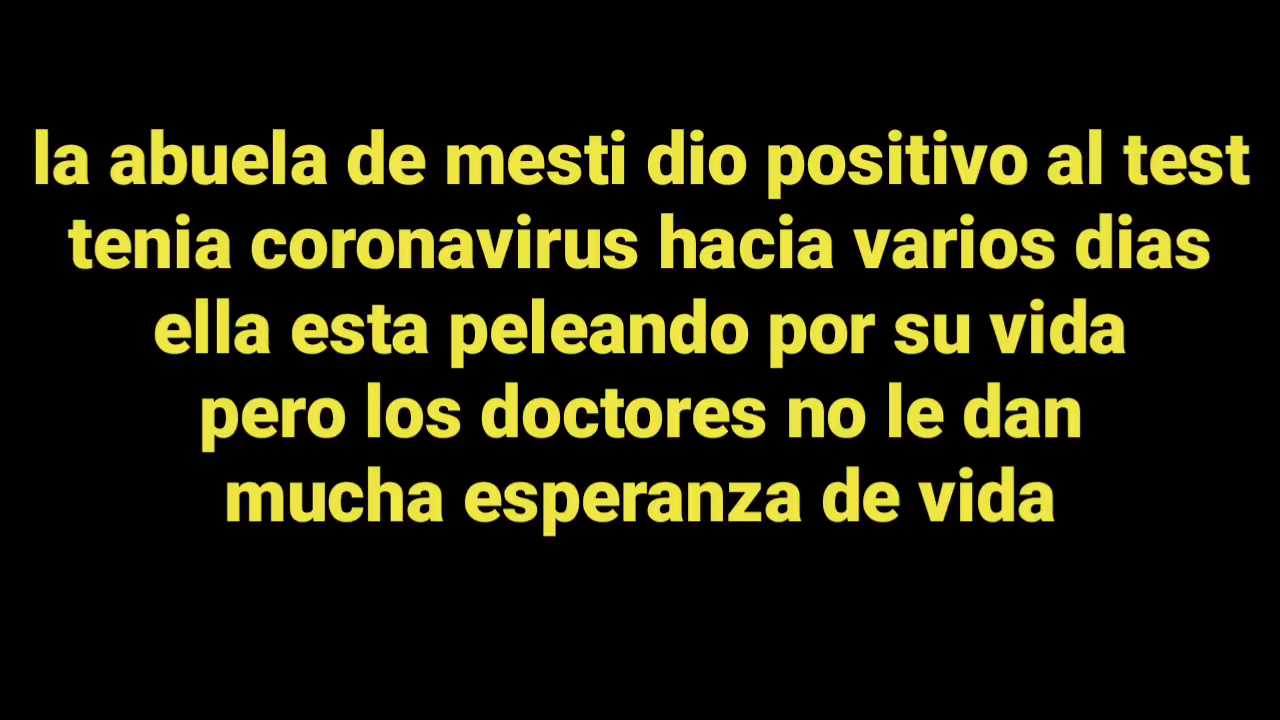 la abuela de mesti dio positivo al test
tenia coronavirus hacia varios dias
ella esta peleando por su vida
pero los doctores no le dan
mucha esperanza de vida